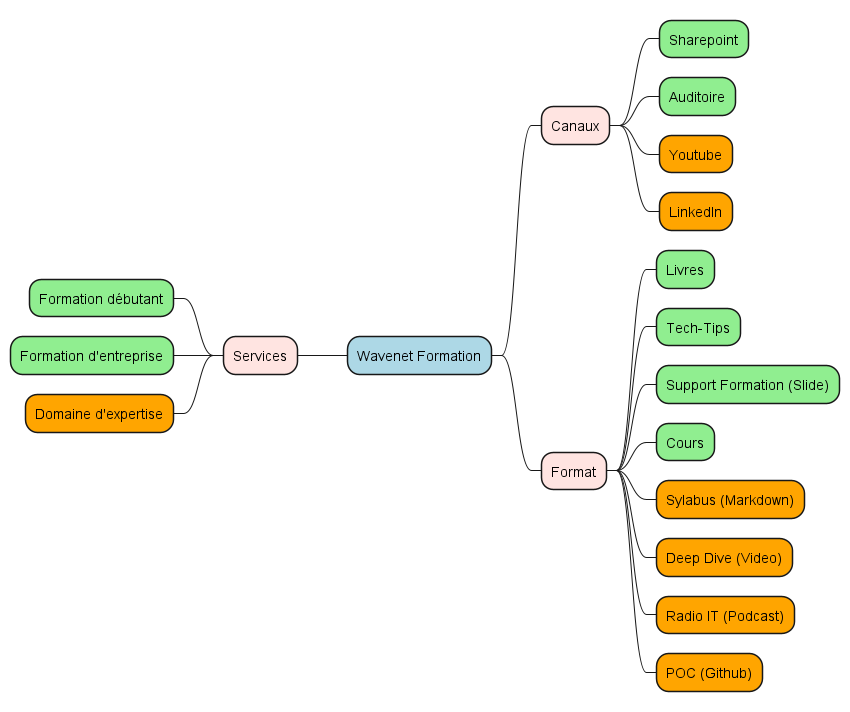 Wavenet Formation
Canaux
Sharepoint
Auditoire
Youtube
LinkedIn
Format
Livres
Tech-Tips
Support Formation (Slide)
Cours
Sylabus (Markdown)
Deep Dive (Video)
Radio IT (Podcast)
POC (Github)
Services
Formation débutant
Formation d'entreprise
Domaine d'expertise